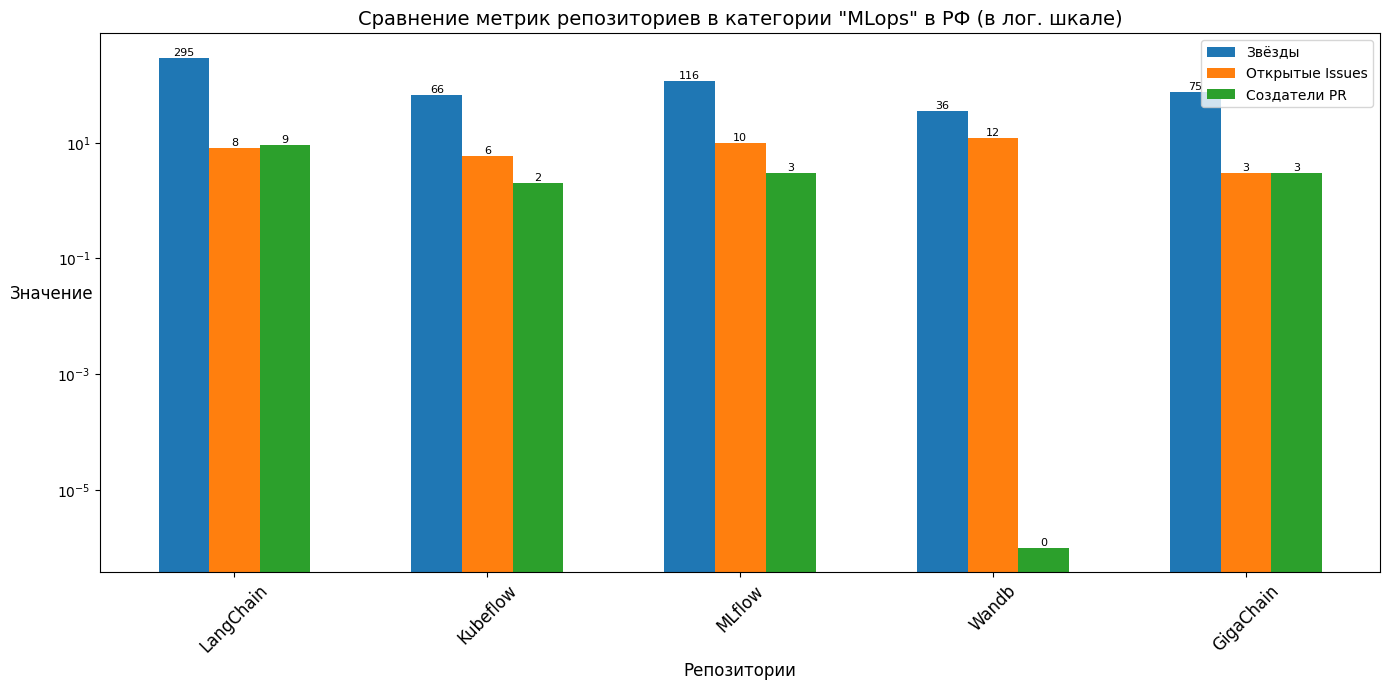 Сравнение метрик репозиториев в категории "MLops" в РФ (в лог. шкале)
Звёзды
Открытые Issues
Создатели PR
295
8
9
66
6
2
116
10
3
36
12
0
75
3
3
10¹
10⁻¹
10⁻³
10⁻⁵
Значение
LangChain
Kubeflow
MLflow
Wandb
GigaChain
Репозитории